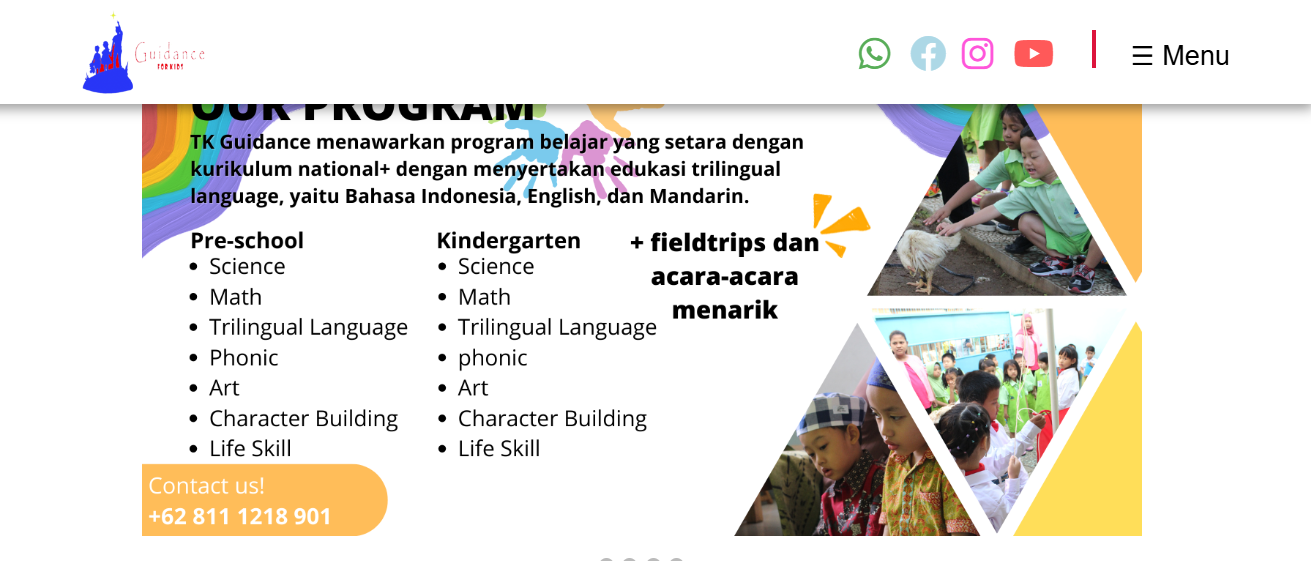 Guidance
FOR KIDS
☰ Menu
OUR PROGRAM
TK Guidance menawarkan program belajar yang setara dengan
kurikulum national+ dengan menyertakan edukasi trilingual
language, yaitu Bahasa Indonesia, English, dan Mandarin.
Pre-school
• Science
• Math
• Trilingual Language
• Phonic
• Art
• Character Building
• Life Skill
Kindergarten
• Science
• Math
• Trilingual Language
• phonic
• Art
• Character Building
• Life Skill
+ fieldtrips dan
acara-acara
menarik
Contact us!
+62 811 1218 901